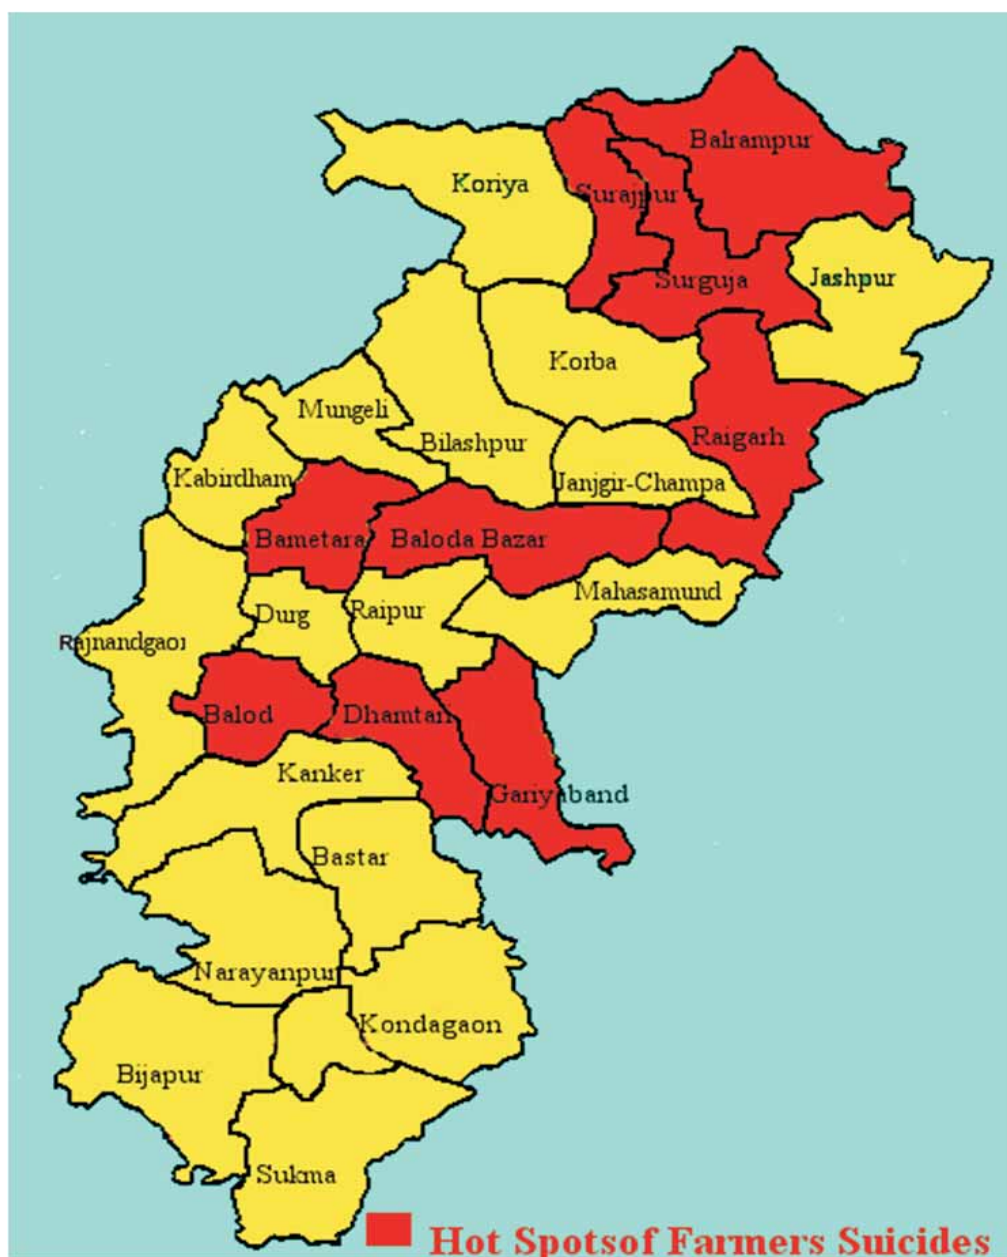 Balrampur
Koriya
Surajpur
Surguja
Jashpur
Korba
Mungeli
Bilashpur
Raigarh
Kabirdham
Janjgir-Champa
Bametara
Baloda Bazar
Mahasamund
Durg
Raipur
Rajnandgaon
Balod
Dhamtari
Kanker
Gariyaband
Bastar
Narayanpur
Kondagaon
Bijapur
Sukma
Hot Spotsof Farmers Suicides